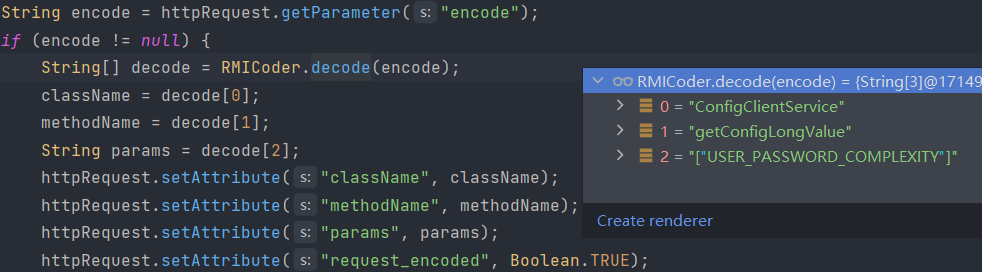 String encode = httpRequest.getParameter( s: "encode");
if (encode != null) {
String[] decode = RMICoder.decode(encode);
className = decode[0];
methodName = decode[1];
String params = decode[2];
httpRequest.setAttribute( s: "className", className);
httpRequest.setAttribute( s: "methodName", methodName);
httpRequest.setAttribute( s: "params", params);
httpRequest.setAttribute( s: "request_encoded", Boolean.TRUE);
RMICoder.decode(encode) = {String[3]@17149
0 = "ConfigClientService"
1 = "getConfigLongValue"
2 = "["USER_PASSWORD_COMPLEXITY"]"
Create renderer